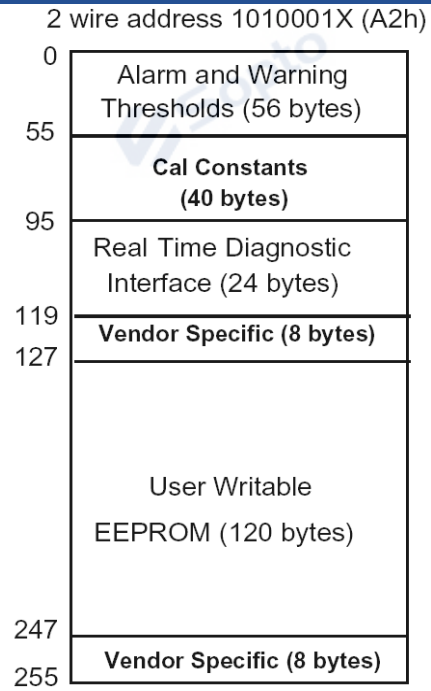 2 wire address 1010001X (A2h)
0
Alarm and Warning
Thresholds (56 bytes)
55
Cal Constants
(40 bytes)
95
Real Time Diagnostic
Interface (24 bytes)
119
Vendor Specific (8 bytes)
127
User Writable
EEPROM (120 bytes)
247
Vendor Specific (8 bytes)
255
Sopto